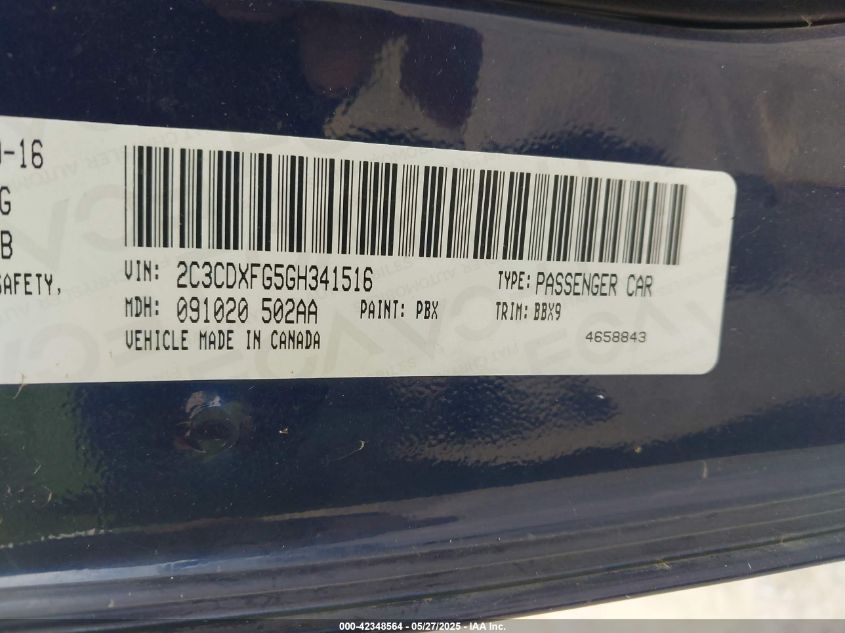 -16
G
B
SAFETY,
VIN: 2C3CDXFG5GH341516 TYPE: PASSENGER CAR
MDH: 091020 502AA PAINT: PBX TRIM: BBX9
VEHICLE MADE IN CANADA 4658843
000-42348564 — 05/27/2025 — IAA Inc.